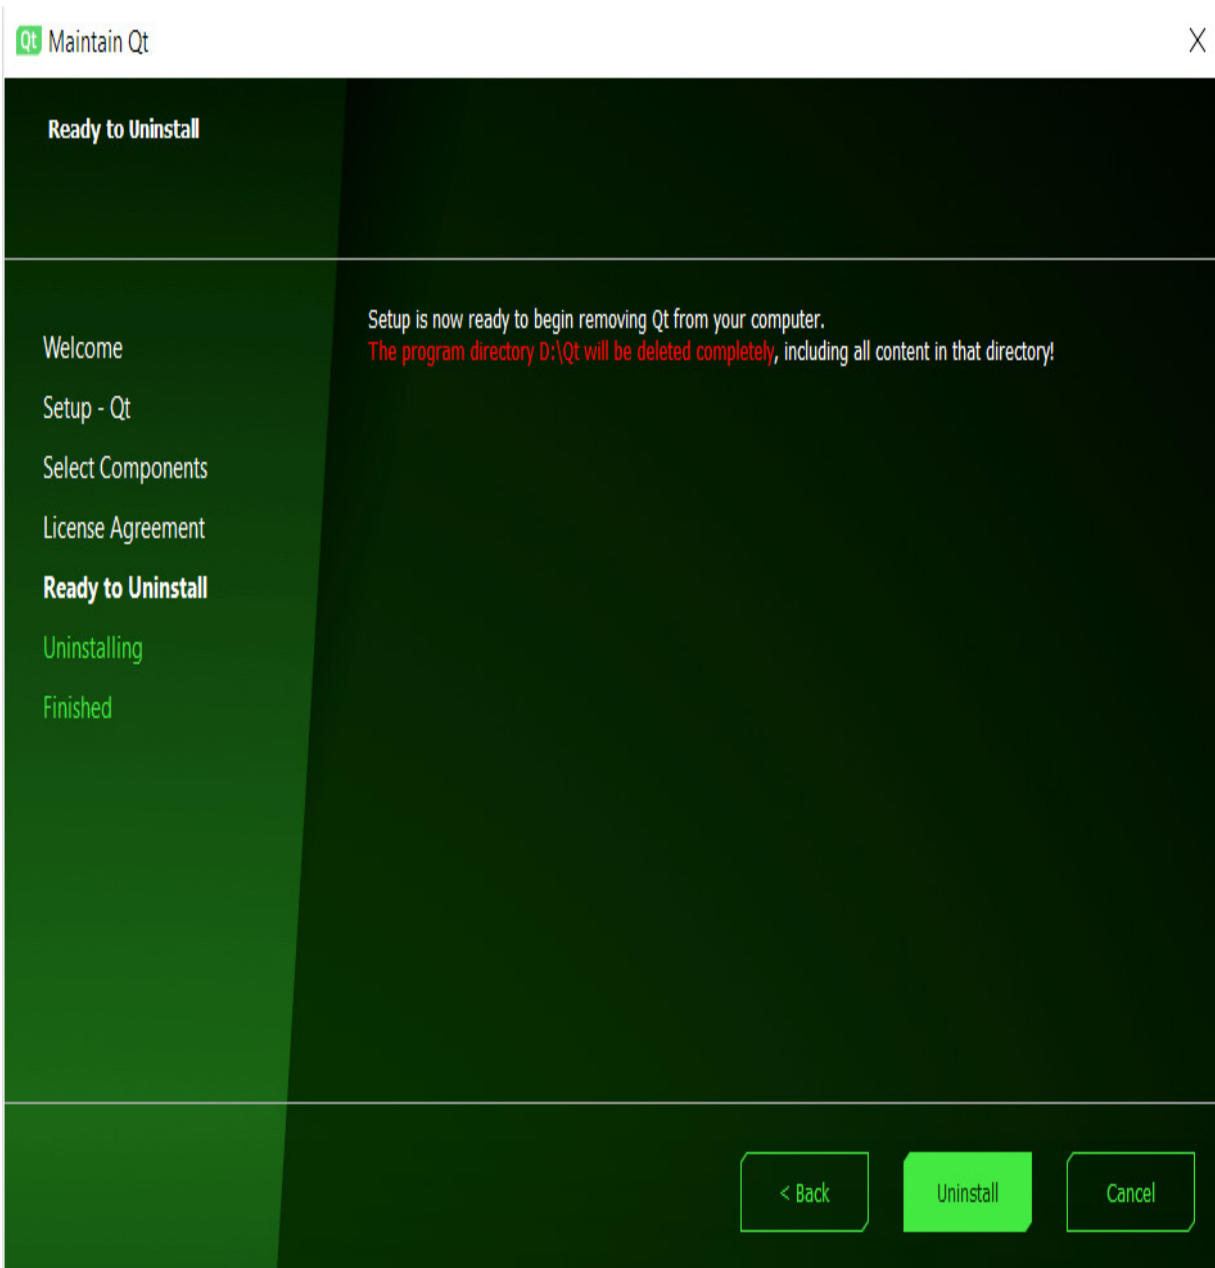 Qt Maintain Qt
Ready to Uninstall
Setup is now ready to begin removing Qt from your computer.
The program directory D:\Qt will be deleted completely, including all content in that directory!
Welcome
Setup - Qt
Select Components
License Agreement
Ready to Uninstall
Uninstalling
Finished
< Back
Uninstall
Cancel